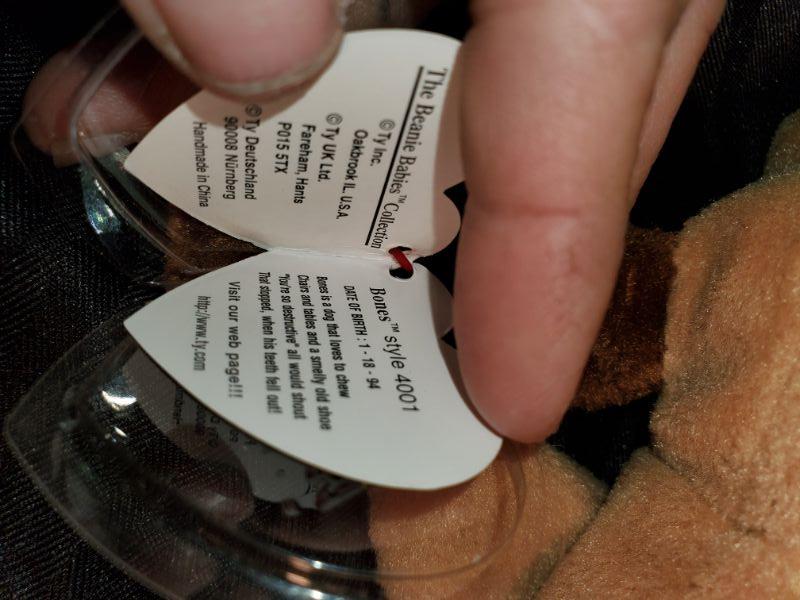 The Beanie Babies™ Collection
© Ty Inc.
Oakbrook IL. U.S.A.
© Ty UK Ltd.
Fareham, Hants
P015 5TX
© Ty Deutschland
90008 Nürnberg
Handmade in China
Bones™ style 4001
DATE OF BIRTH : 1 - 18 - 94
Bones is a dog that loves to chew
Chairs and tables and a smelly old shoe
"You're so destructive" all would shout
That stopped, when his teeth fell out!
Visit our web page!!!
http://www.ty.com